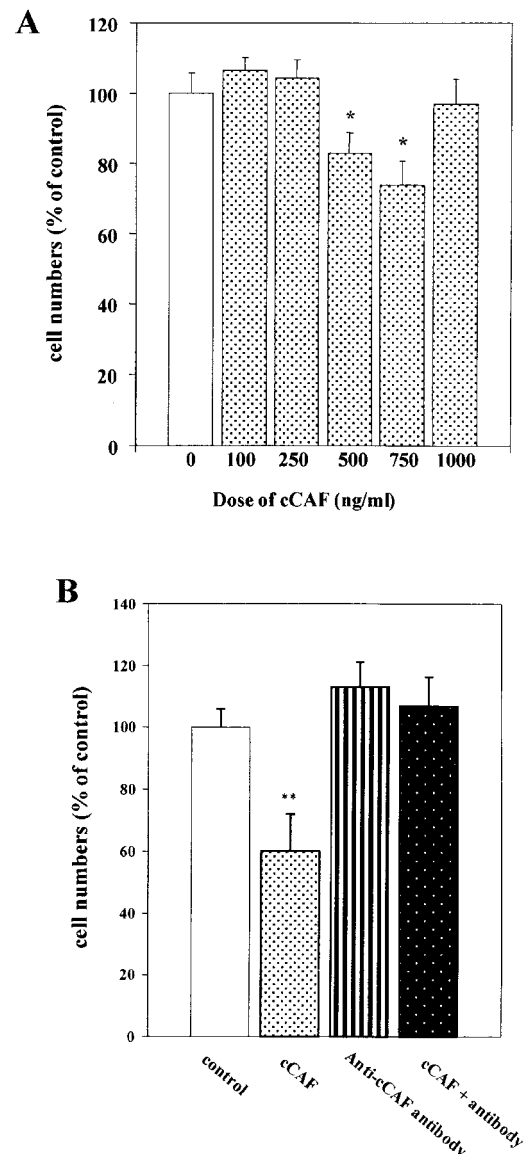 A
cell numbers (% of control)
120
100
80
60
40
20
0
* *
0 100 250 500 750 1000
Dose of cCAF (ng/ml)
B
cell numbers (% of control)
140
120
100
80
60
40
20
0
**
control cCAF Anti-cCAF antibody cCAF + antibody